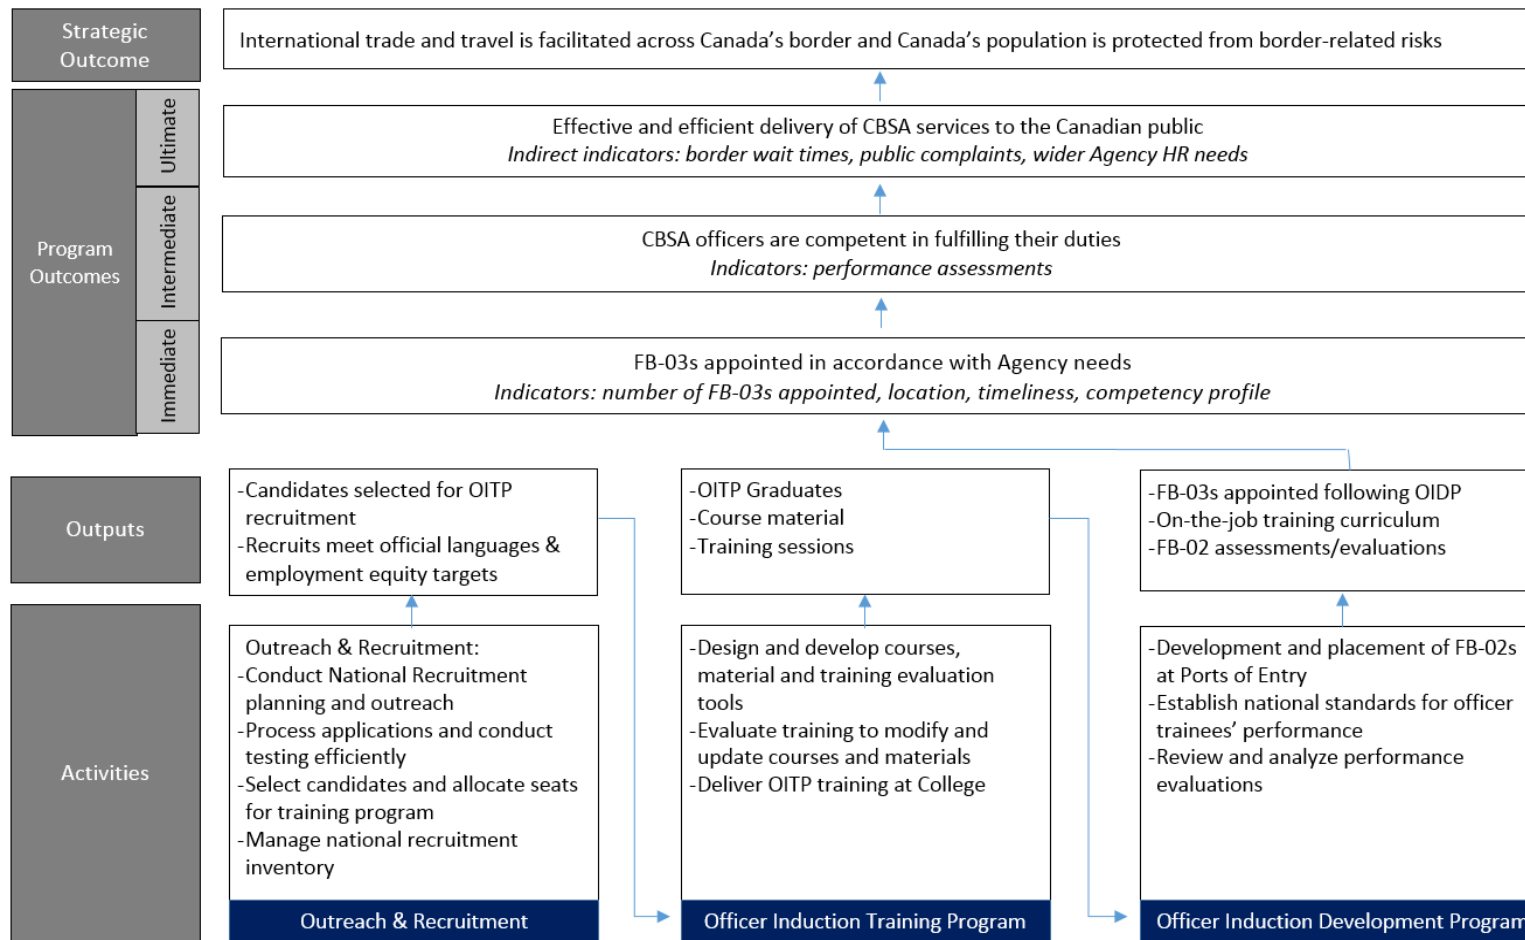 Strategic
Outcome
International trade and travel is facilitated across Canada's border and Canada's population is protected from border-related risks
Program
Outcomes
Ultimate
Effective and efficient delivery of CBSA services to the Canadian public
Indirect indicators: border wait times, public complaints, wider Agency HR needs
Intermediate
CBSA officers are competent in fulfilling their duties
Indicators: performance assessments
Immediate
FB-03s appointed in accordance with Agency needs
Indicators: number of FB-03s appointed, location, timeliness, competency profile
Outputs
-Candidates selected for OITP
recruitment
-Recruits meet official languages &
employment equity targets
-OITP Graduates
-Course material
-Training sessions
-FB-03s appointed following OIDP
-On-the-job training curriculum
-FB-02 assessments/evaluations
Activities
Outreach & Recruitment:
-Conduct National Recruitment
planning and outreach
-Process applications and conduct
testing efficiently
-Select candidates and allocate seats
for training program
-Manage national recruitment
inventory
Outreach & Recruitment
-Design and develop courses,
material and training evaluation
tools
-Evaluate training to modify and
update courses and materials
-Deliver OITP training at College
Officer Induction Training Program
-Development and placement of FB-02s
at Ports of Entry
-Establish national standards for officer
trainees' performance
-Review and analyze performance
evaluations
Officer Induction Development Program